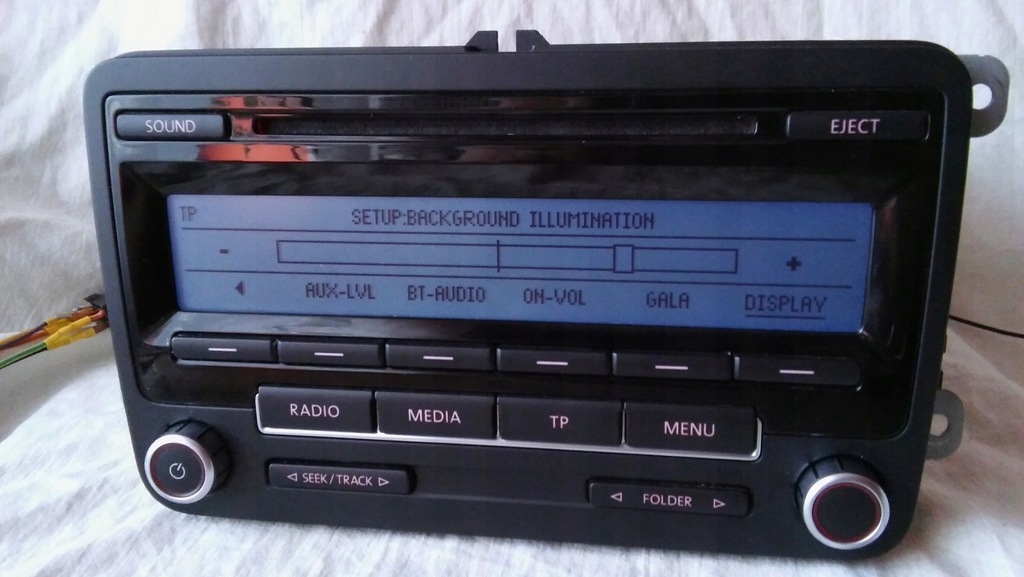 SOUND
EJECT
TP
SETUP:BACKGROUND ILLUMINATION
- +
AUX-LVL BT-AUDIO ON-VOL GALA DISPLAY
RADIO MEDIA TP MENU
SEEK/TRACK
FOLDER